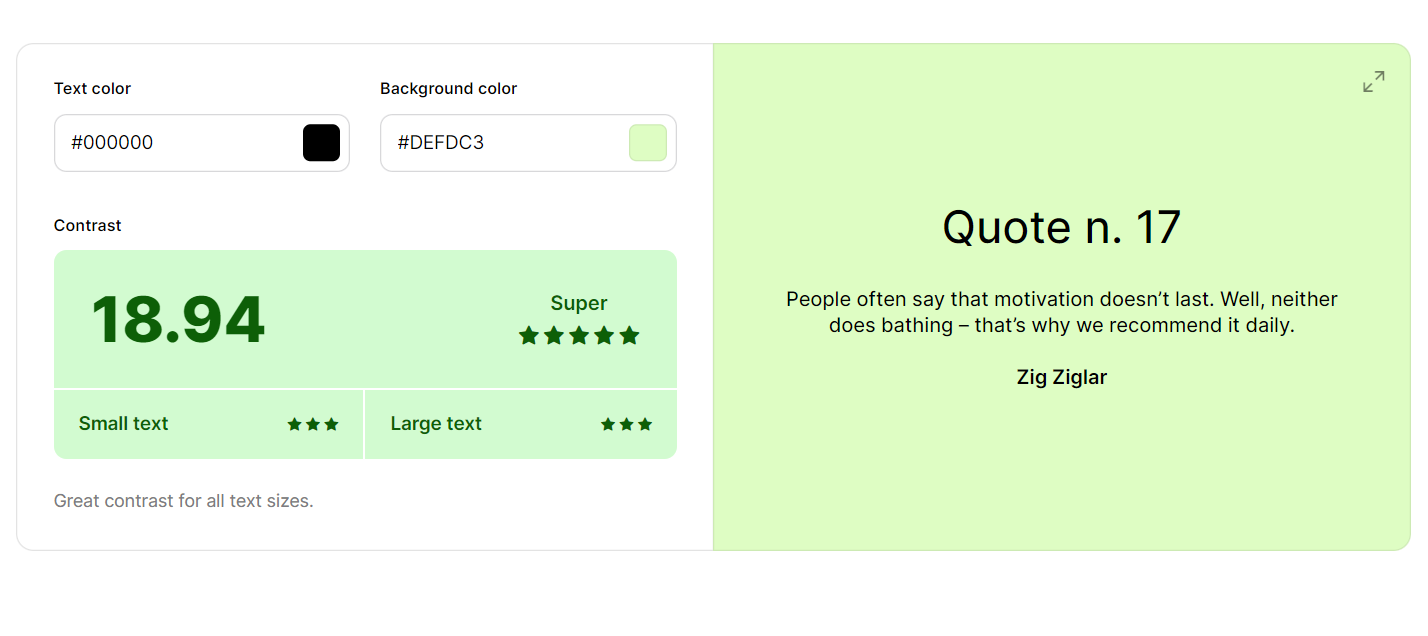 Text color
#000000
Background color
#DEFDC3
Contrast
18.94
Super
Small text
Large text
Great contrast for all text sizes.
Quote n. 17
People often say that motivation doesn’t last. Well, neither
does bathing – that’s why we recommend it daily.
Zig Ziglar